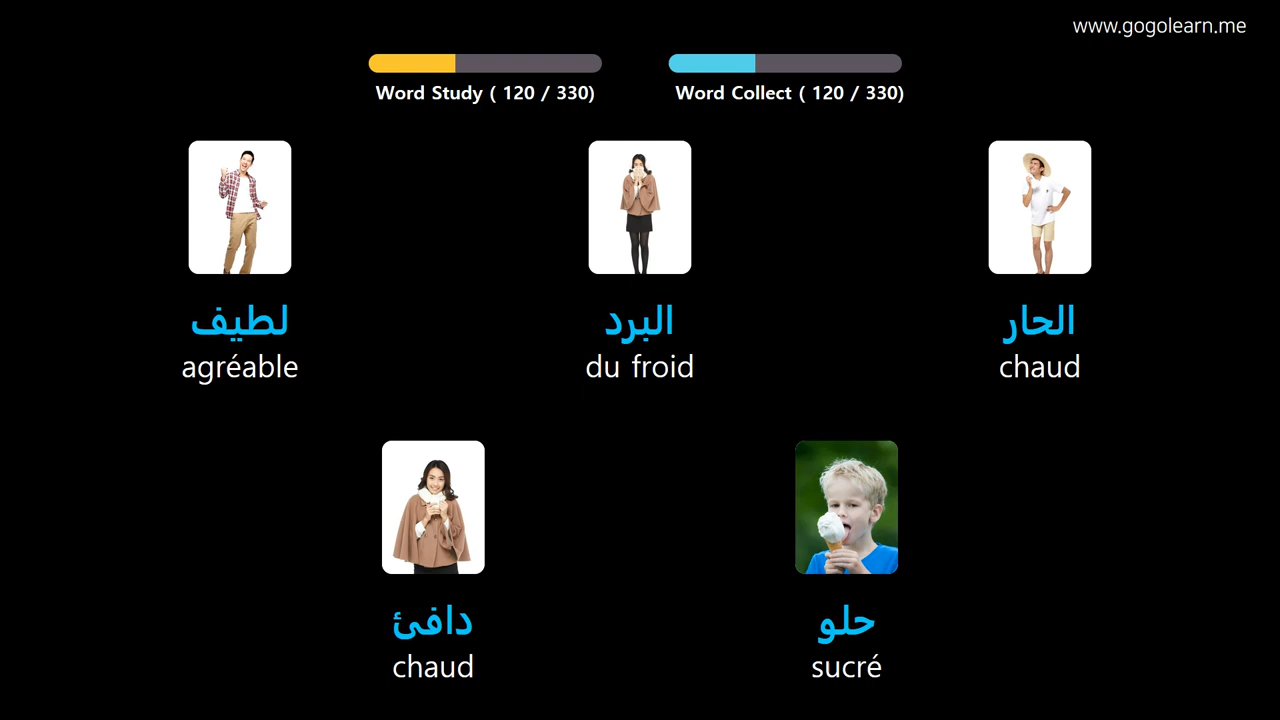 www.gogolearn.me
Word Study ( 120 / 330)
Word Collect ( 120 / 330)
لطيف
agréable
البرد
du froid
الحار
chaud
دافئ
chaud
حلو
sucré